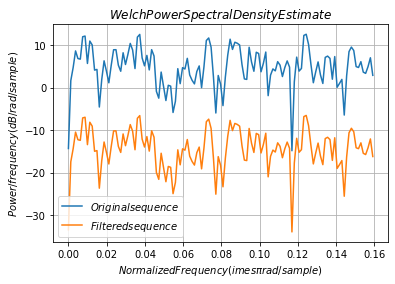 WelchPowerSpectralDensityEstimate
Power/frequency(dB/rad/sample)
10
0
−10
−20
−30
Originalsequence
Filteredsequence
0.00 0.02 0.04 0.06 0.08 0.10 0.12 0.14 0.16
NormalizedFrequency(imesπrad/sample)